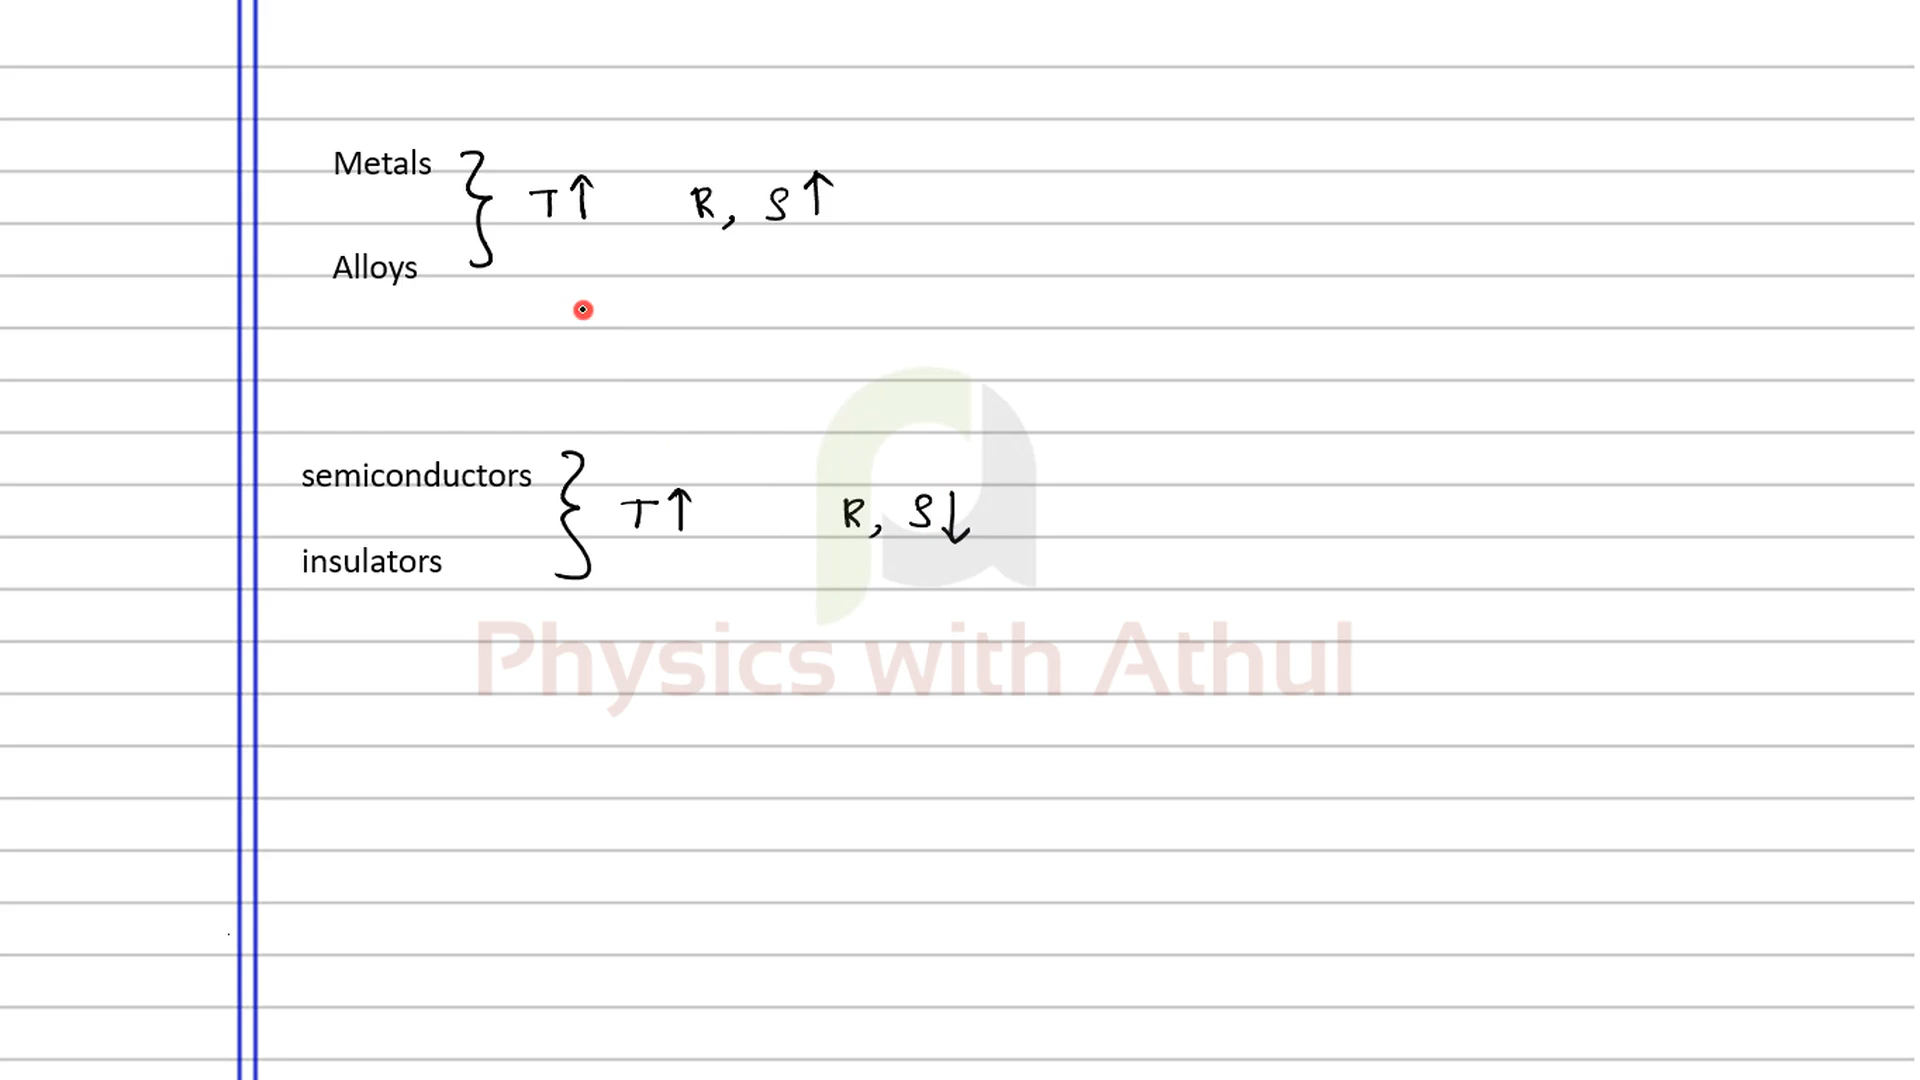 Metals
T↑ R, ρ↑
Alloys
semiconductors
T↑ R, ρ↓
insulators
Physics with Athul